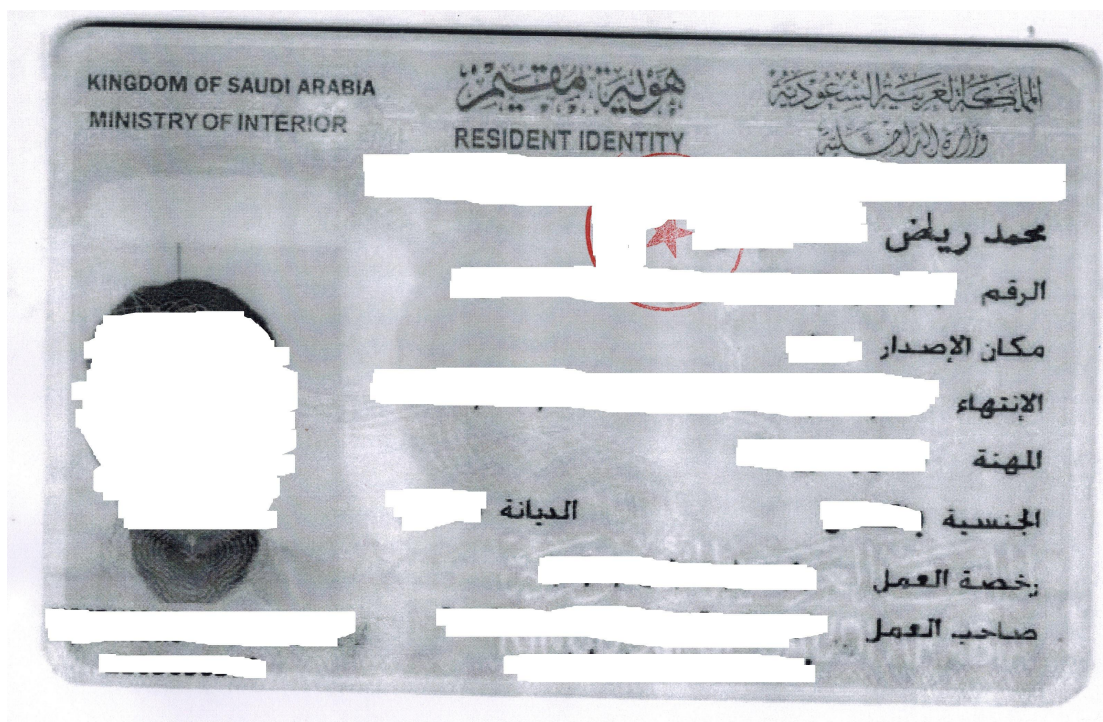 KINGDOM OF SAUDI ARABIA هوية مقيم المملكة العربية السعودية
MINISTRY OF INTERIOR RESIDENT IDENTITY وزارة الداخلية
محمد رياض
الرقم
مكان الإصدار
الإنتهاء
المهنة
الجنسية الديانة
رخصة العمل
صاحب العمل